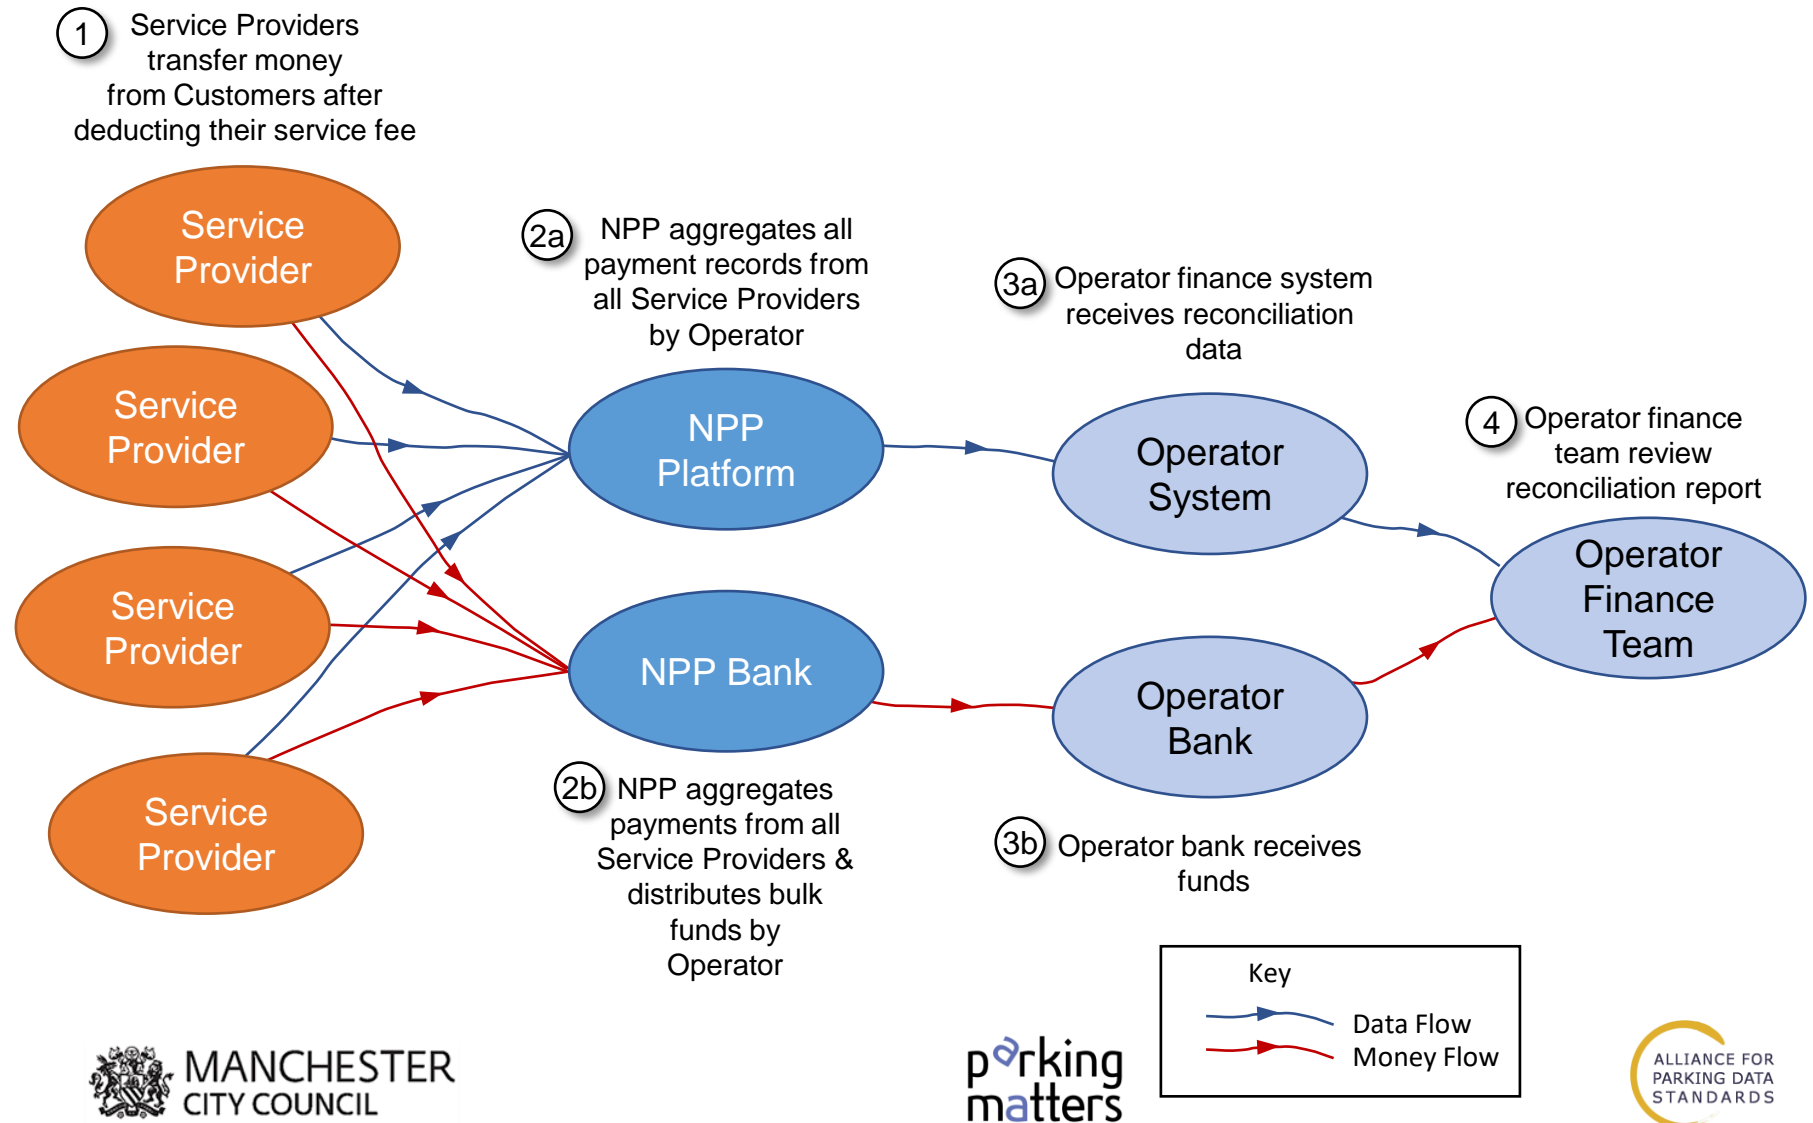 1
Service Providers
transfer money
from Customers after
deducting their service fee
Service
Provider
Service
Provider
Service
Provider
Service
Provider
2a
NPP aggregates all
payment records from
all Service Providers
by Operator
NPP
Platform
NPP Bank
2b
NPP aggregates
payments from all
Service Providers &
distributes bulk
funds by
Operator
3a
Operator finance system
receives reconciliation
data
Operator
System
Operator
Bank
3b
Operator bank receives
funds
4
Operator finance
team review
reconciliation report
Operator
Finance
Team
Key
Data Flow
Money Flow
MANCHESTER
CITY COUNCIL
parking
matters
ALLIANCE FOR
PARKING DATA
STANDARDS